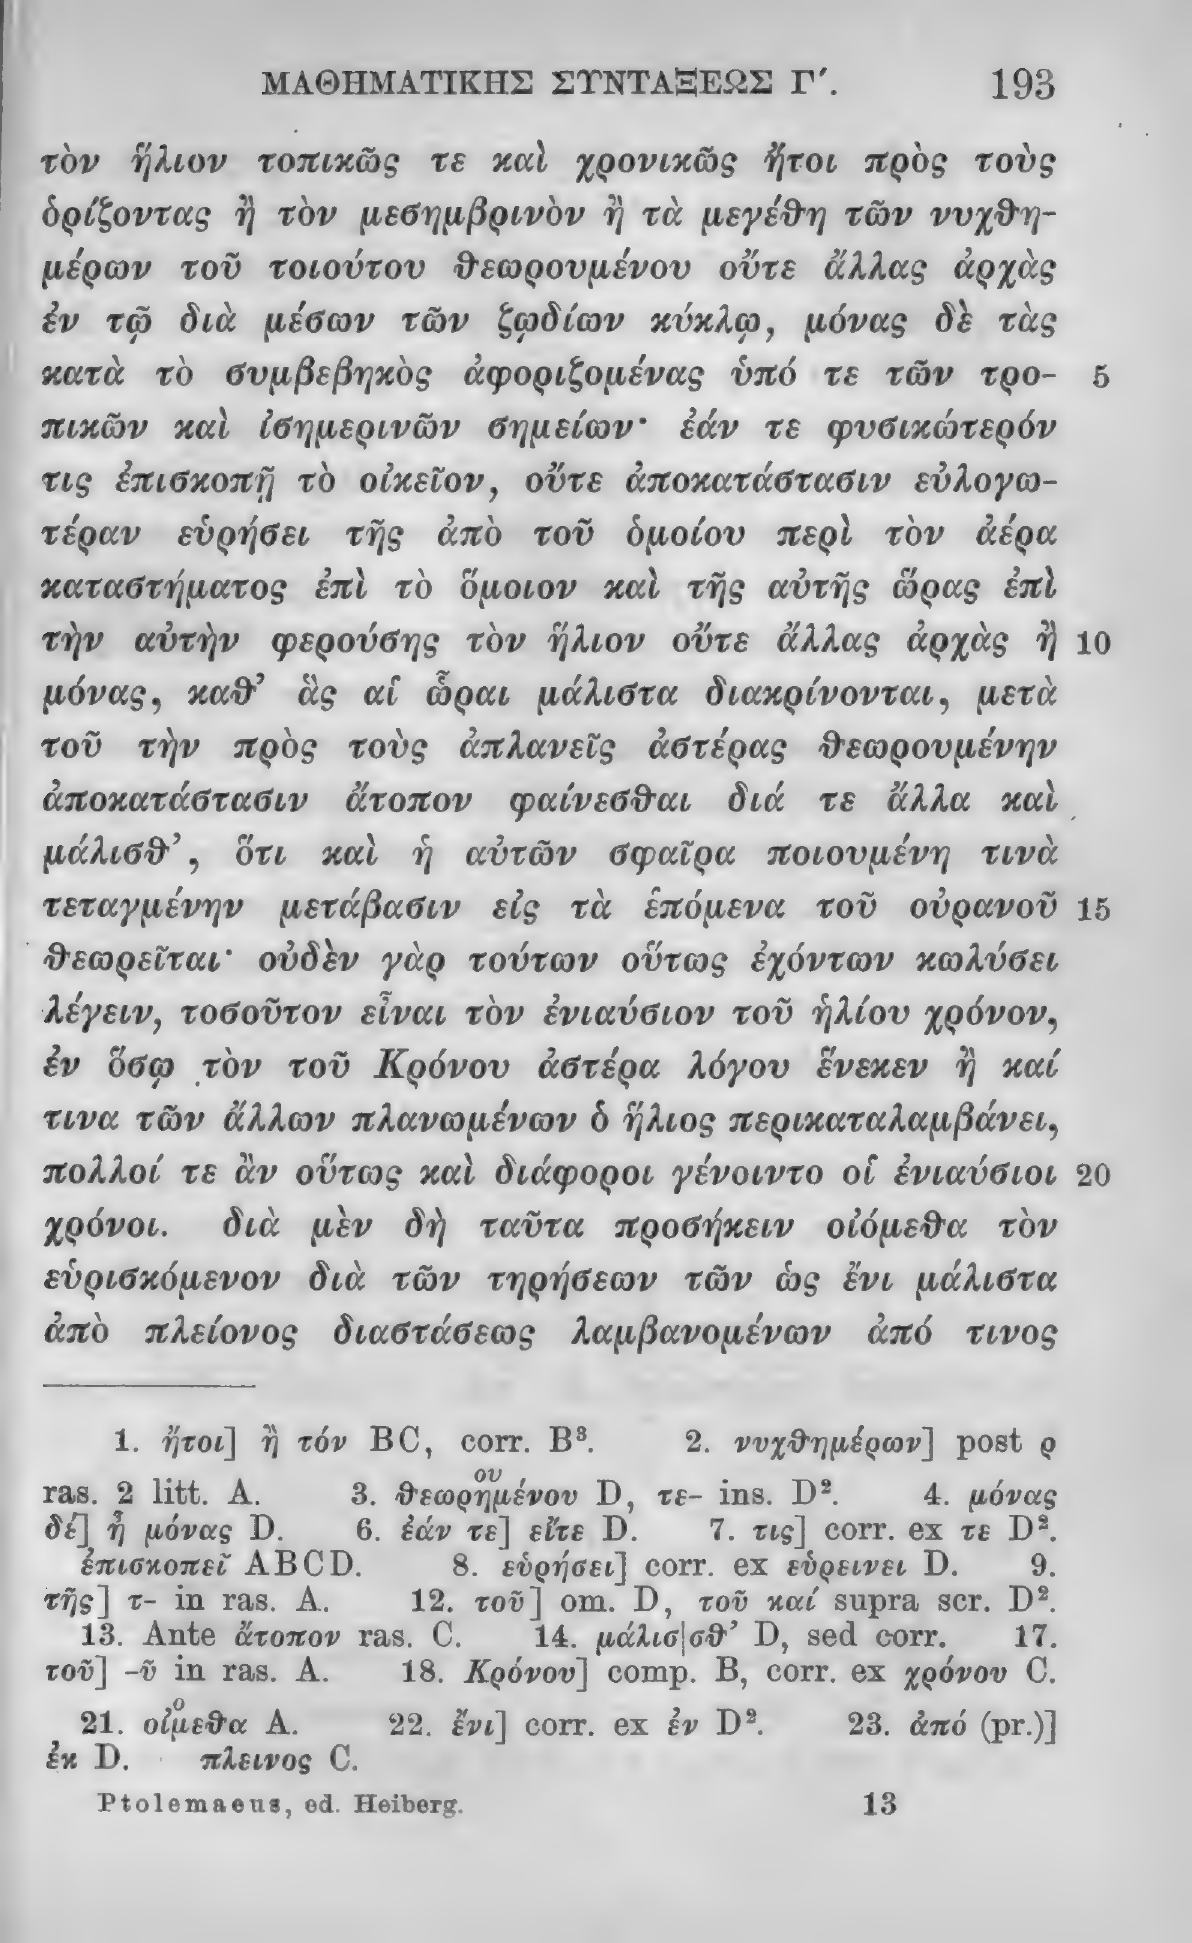 ΜΑΘΗΜΑΤΙΚΗΣ ΣΥΝΤΑΞΕΩΣ Γ΄. 193
τὸν ἥλιον τοπικῶς τε καὶ χρονικῶς ἤτοι πρὸς τοὺς
ὁρίζοντας ἢ τὸν μεσημβρινὸν ἢ τὰ μεγέθη τῶν νυχθη-
μέρων τοῦ τοιούτου θεωρουμένου οὔτε ἄλλας ἀρχὰς
ἐν τῷ διὰ μέσων τῶν ζῳδίων κύκλῳ, μόνας δὲ τὰς
κατὰ τὸ συμβεβηκὸς ἀφοριζομένας ὑπό τε τῶν τρο- 5
πικῶν καὶ ἰσημερινῶν σημείων· ἐάν τε φυσικώτερόν
τις ἐπισκοπῇ τὸ οἰκεῖον, οὔτε ἀποκατάστασιν εὐλογω-
τέραν εὑρήσει τῆς ἀπὸ τοῦ ὁμοίου περὶ τὸν ἀέρα
καταστήματος ἐπὶ τὸ ὅμοιον καὶ τῆς αὐτῆς ὥρας ἐπὶ
τὴν αὐτὴν φερούσης τὸν ἥλιον οὔτε ἄλλας ἀρχὰς ἢ 10
μόνας, καθ’ ἃς αἱ ὧραι μάλιστα διακρίνονται, μετὰ
τοῦ τὴν πρὸς τοὺς ἀπλανεῖς ἀστέρας θεωρουμένην
ἀποκατάστασιν ἄτοπον φαίνεσθαι διά τε ἄλλα καὶ
μάλισθ’, ὅτι καὶ ἡ αὐτῶν σφαῖρα ποιουμένη τινὰ
τεταγμένην μετάβασιν εἰς τὰ ἑπόμενα τοῦ οὐρανοῦ 15
θεωρεῖται· οὐδὲν γὰρ τούτων οὕτως ἐχόντων κωλύσει
λέγειν, τοσοῦτον εἶναι τὸν ἐνιαύσιον τοῦ ἡλίου χρόνον,
ἐν ὅσῳ τὸν τοῦ Κρόνου ἀστέρα λόγου ἕνεκεν ἢ καί
τινα τῶν ἄλλων πλανωμένων ὁ ἥλιος περικαταλαμβάνει,
πολλοί τε ἂν οὕτως καὶ διάφοροι γένοιντο οἱ ἐνιαύσιοι 20
χρόνοι. διὰ μὲν δὴ ταῦτα προσήκειν οἰόμεθα τὸν
εὑρισκόμενον διὰ τῶν τηρήσεων τῶν ὡς ἔνι μάλιστα
ἀπὸ πλείονος διαστάσεως λαμβανομένων ἀπό τινος
1. ἤτοι] ἢ τόν BC, corr. B³. 2. νυχθημέρων] post ρ
ras. 2 litt. A. 3. θεωρημένου D, τε- ins. D². 4. μόνας
δέ] ἢ μόνας D. 6. ἐάν τε] εἴτε D. 7. τις] corr. ex τε D².
ἐπισκοπεῖ ABCD. 8. εὑρήσει] corr. ex εὑρεινει D. 9.
τῆς] τ- in ras. A. 12. τοῦ] om. D, τοῦ καί supra scr. D².
13. Ante ἄτοπον ras. C. 14. μάλισ|σθ’ D, sed corr. 17.
τοῦ] -ῦ in ras. A. 18. Κρόνου] comp. B, corr. ex χρόνου C.
21. οἰμεθα A. 22. ἔνι] corr. ex ἐν D². 23. ἀπό (pr.)]
ἐκ D. πλεινος C.
Ptolemaeus, ed. Heiberg. 13